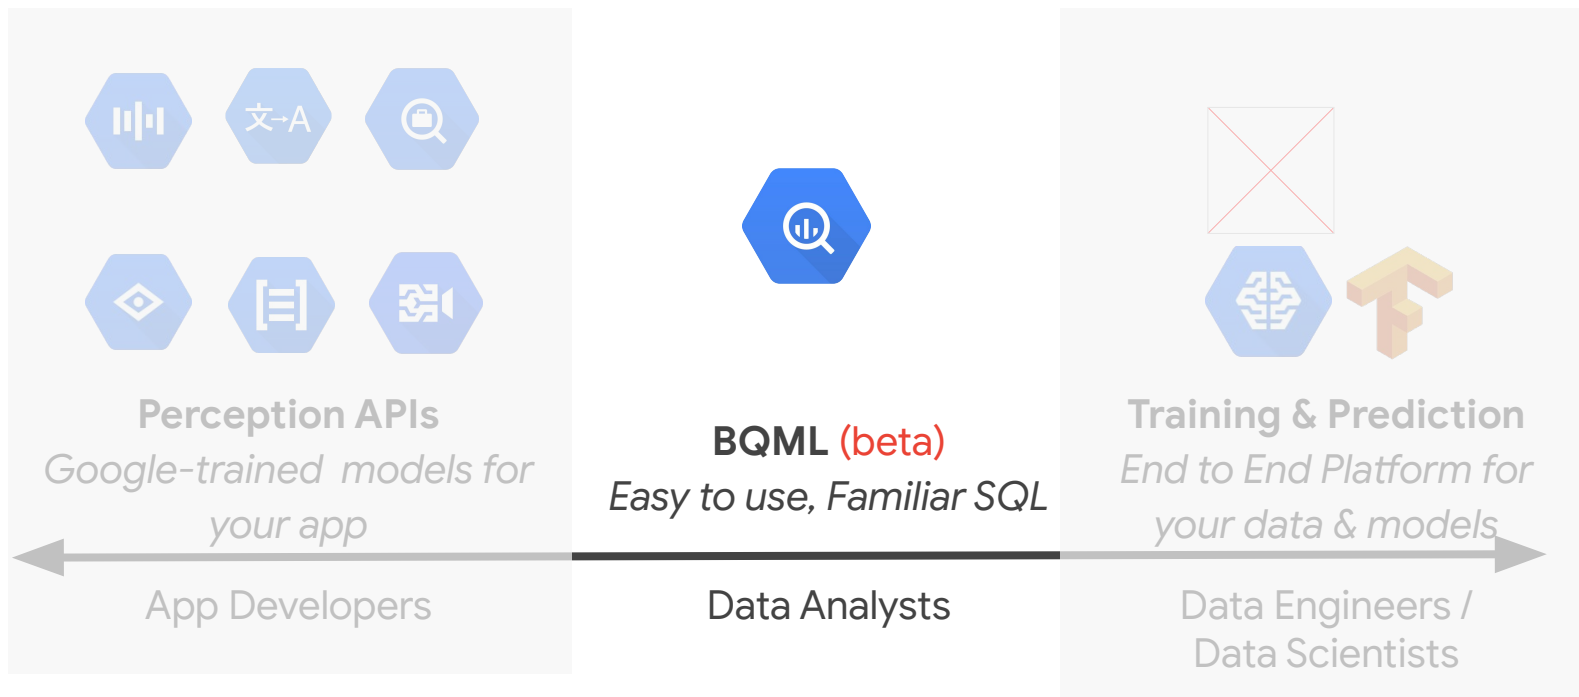 文→A
Perception APIs
Google-trained models for
your app
App Developers
BQML (beta)
Easy to use, Familiar SQL
Data Analysts
Training & Prediction
End to End Platform for
your data & models
Data Engineers /
Data Scientists